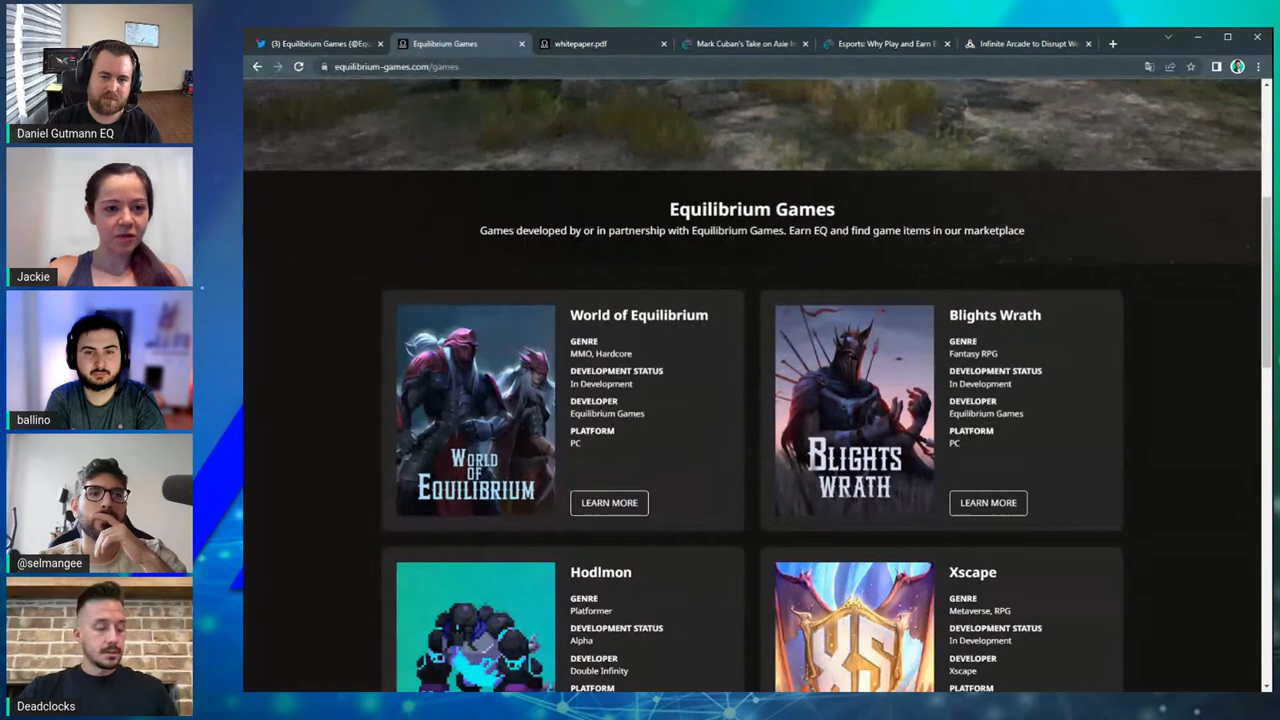 Daniel Gutmann EQ
Jackie
ballino
@selmangee
Deadclocks
(3) Equilibrium Games (@Equ
Equilibrium Games
whitepaper.pdf
Mark Cuban's Take on Axie In
Esports: Why Play and Earn E
Infinite Arcade to Disrupt We
equilibrium-games.com/games
Equilibrium Games
Games developed by or in partnership with Equilibrium Games. Earn EQ and find game items in our marketplace
WORLD
OF
EQUILIBRIUM
World of Equilibrium
GENRE
MMO, Hardcore
DEVELOPMENT STATUS
In Development
DEVELOPER
Equilibrium Games
PLATFORM
PC
LEARN MORE
BLIGHTS
WRATH
Blights Wrath
GENRE
Fantasy RPG
DEVELOPMENT STATUS
In Development
DEVELOPER
Equilibrium Games
PLATFORM
PC
LEARN MORE
Hodlmon
GENRE
Platformer
DEVELOPMENT STATUS
Alpha
DEVELOPER
Double Infinity
PLATFORM
XS
Xscape
GENRE
Metaverse, RPG
DEVELOPMENT STATUS
In Development
DEVELOPER
Xscape
PLATFORM